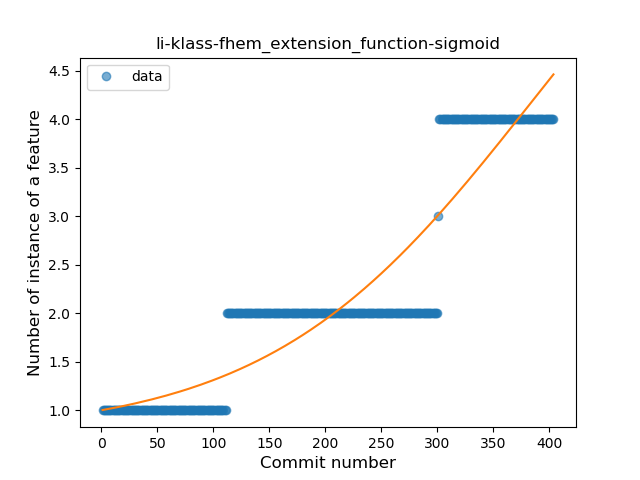 li-klass-fhem_extension_function-sigmoid
data
Number of instance of a feature
4.5
4.0
3.5
3.0
2.5
2.0
1.5
1.0
0 50 100 150 200 250 300 350 400
Commit number